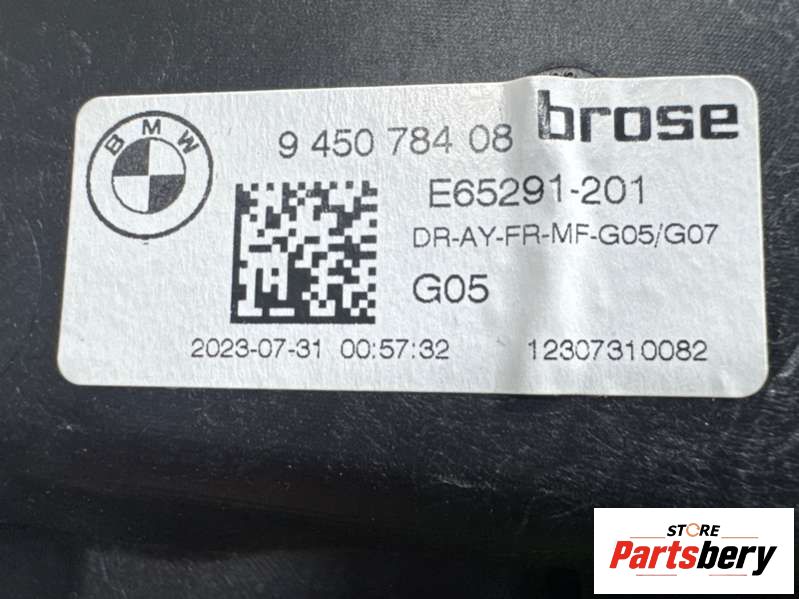 BMW
9 450 784 08 brose
E65291-201
DR-AY-FR-MF-G05/G07
G05
2023-07-31 00:57:32 12307310082
STORE
Partsbery